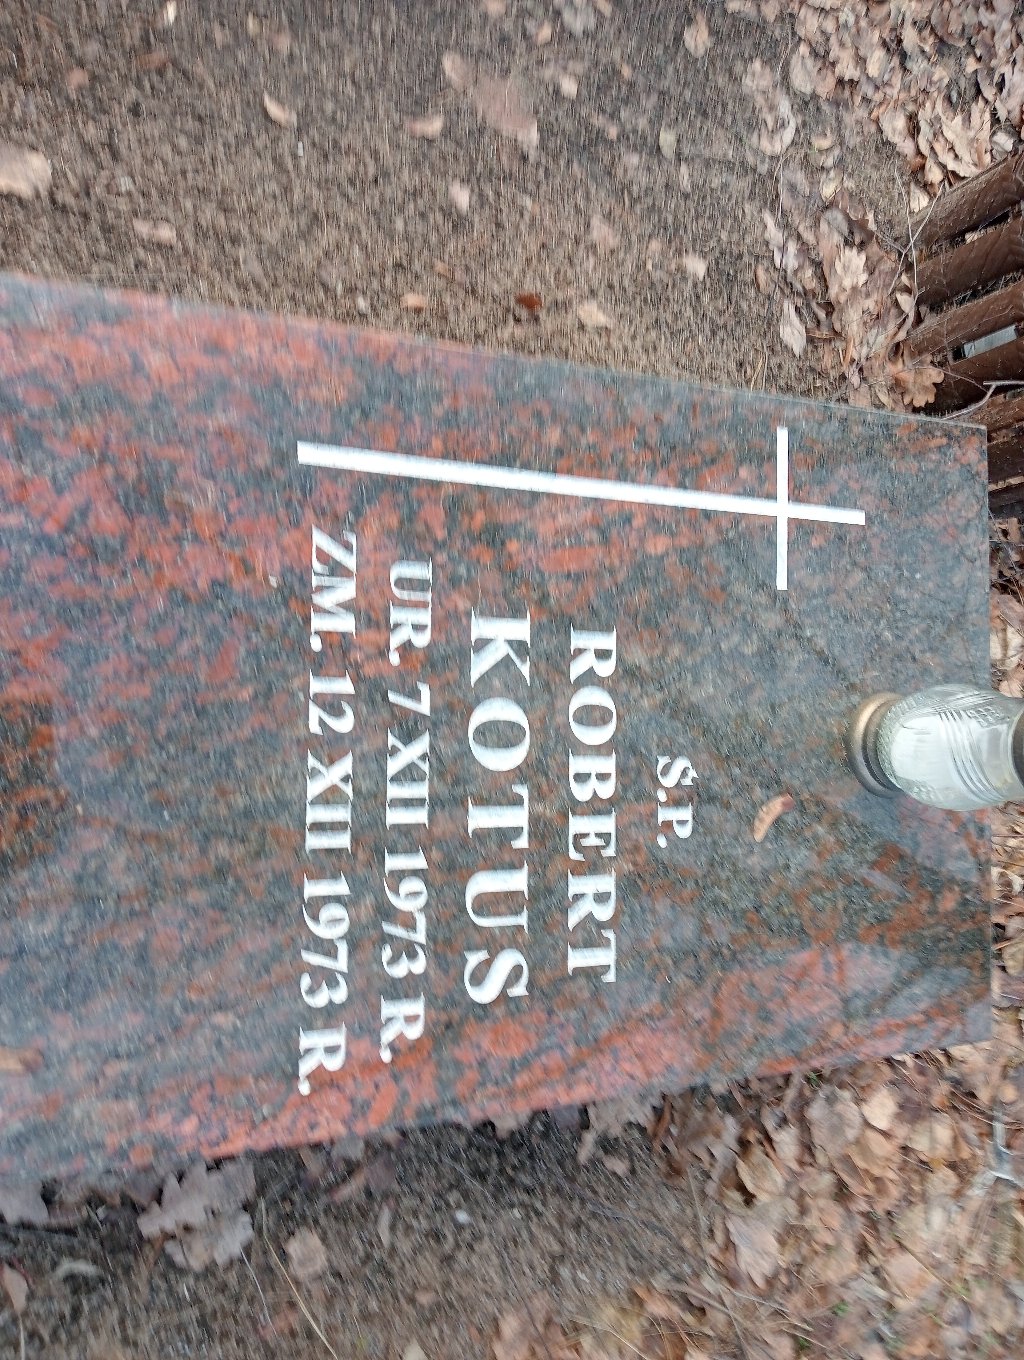 Ś.P.
ROBERT
KOTUS
UR. 7 XII 1973 R.
ZM. 12 XII 1973 R.